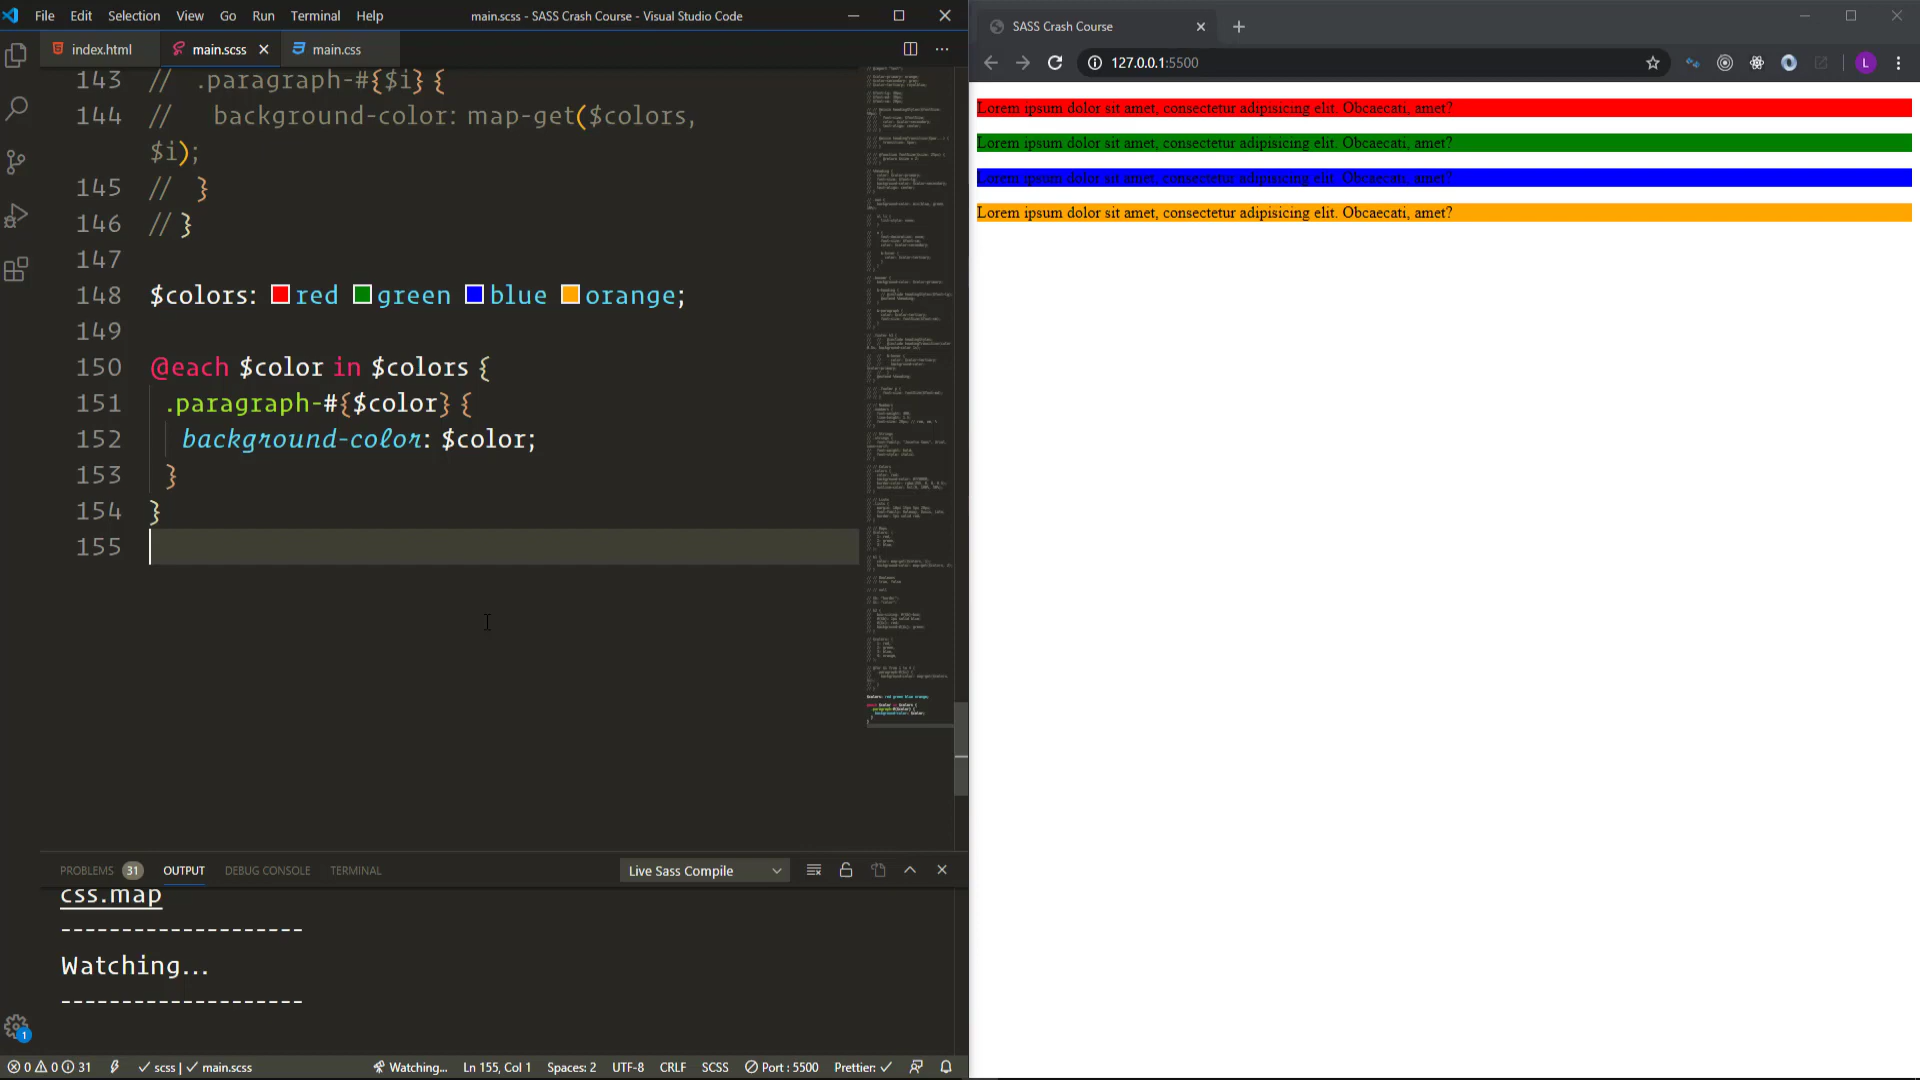 File Edit Selection View Go Run Terminal Help
main.scss - SASS Crash Course - Visual Studio Code
index.html
main.scss
main.css
143 // .paragraph-#{$i} {
144 // background-color: map-get($colors,
$i);
145 // }
146 // }
147
148 $colors: red green blue orange;
149
150 @each $color in $colors {
151 .paragraph-#{$color} {
152 background-color: $color;
153 }
154 }
155
PROBLEMS 31 OUTPUT DEBUG CONSOLE TERMINAL
Live Sass Compile
css.map
-------------------
Watching...
-------------------
1
0 0 31
scss | main.scss
Watching...
Ln 155, Col 1
Spaces: 2
UTF-8
CRLF
SCSS
Port : 5500
Prettier:
SASS Crash Course
127.0.0.1:5500
L
Lorem ipsum dolor sit amet, consectetur adipisicing elit. Obcaecati, amet?
Lorem ipsum dolor sit amet, consectetur adipisicing elit. Obcaecati, amet?
Lorem ipsum dolor sit amet, consectetur adipisicing elit. Obcaecati, amet?
Lorem ipsum dolor sit amet, consectetur adipisicing elit. Obcaecati, amet?